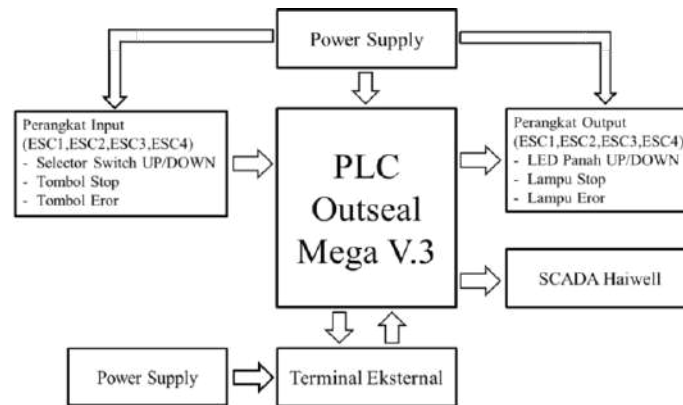 Power Supply
Perangkat Input
(ESC1,ESC2,ESC3,ESC4)
- Selector Switch UP/DOWN
- Tombol Stop
- Tombol Eror
PLC
Outseal
Mega V.3
Perangkat Output
(ESC1,ESC2,ESC3,ESC4)
- LED Panah UP/DOWN
- Lampu Stop
- Lampu Eror
SCADA Haiwell
Power Supply
Terminal Eksternal